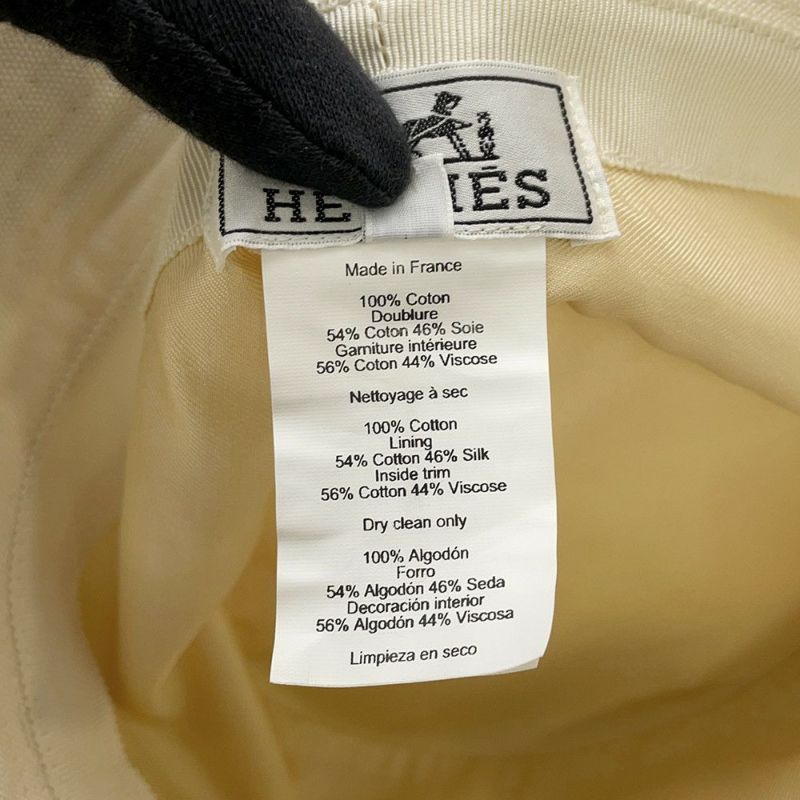 HERMÈS
Made in France
100% Coton
Doublure
54% Coton 46% Soie
Garniture intérieure
56% Coton 44% Viscose
Nettoyage à sec
100% Cotton
Lining
54% Cotton 46% Silk
Inside trim
56% Cotton 44% Viscose
Dry clean only
100% Algodón
Forro
54% Algodón 46% Seda
Decoración interior
56% Algodón 44% Viscosa
Limpieza en seco